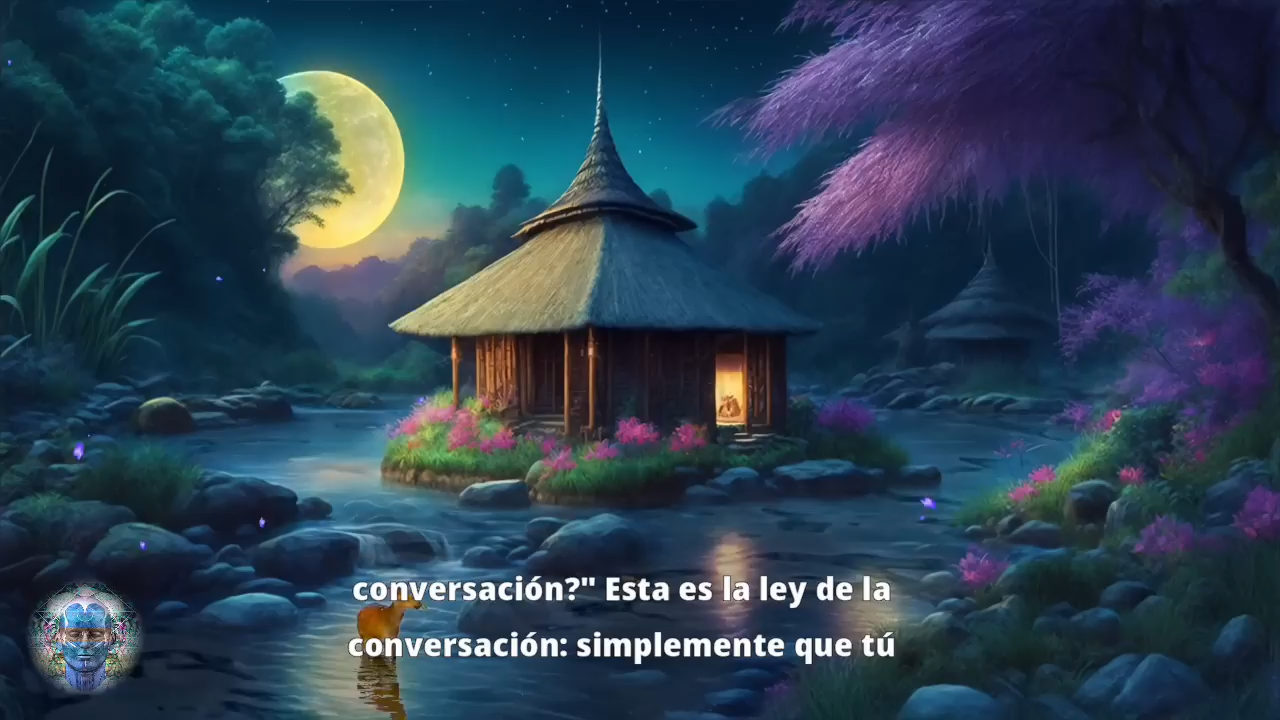 conversación?" Esta es la ley de la
conversación: simplemente que tú